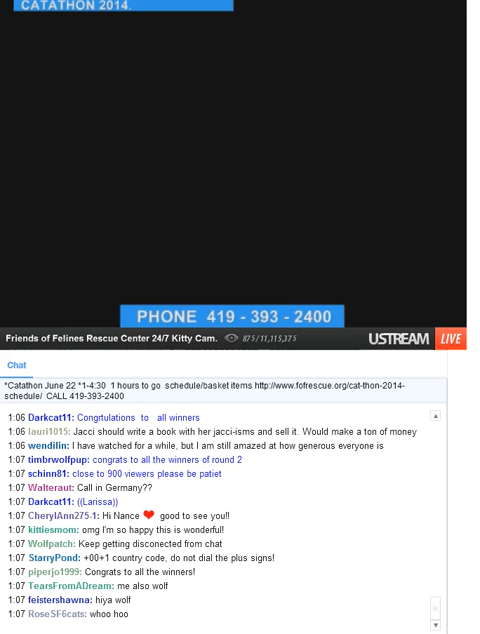 CATATHON 2014.
PHONE 419 - 393 - 2400
Friends of Felines Rescue Center 24/7 Kitty Cam. 875/11,115,375 USTREAM LIVE
Chat
*Catathon June 22 *1-4:30 1 hours to go schedule/basket items http://www.fofrescue.org/cat-thon-2014-
schedule/ CALL 419-393-2400
1:06 Darkcat11: Congrtulations to all winners
1:06 lauri1015: Jacci should write a book with her jacci-isms and sell it. Would make a ton of money
1:06 wendilin: I have watched for a while, but I am still amazed at how generous everyone is
1:07 timbrwolfpup: congrats to all the winners of round 2
1:07 schinn81: close to 900 viewers please be patiet
1:07 Walteraut: Call in Germany??
1:07 Darkcat11: ((Larissa))
1:07 CherylAnn275-1: Hi Nance ❤ good to see you!!
1:07 kittiesmom: omg I'm so happy this is wonderful!
1:07 Wolfpatch: Keep getting disconected from chat
1:07 StarryPond: +00+1 country code, do not dial the plus signs!
1:07 piperjo1999: Congrats to all the winners!
1:07 TearsFromADream: me also wolf
1:07 feistershawna: hiya wolf
1:07 RoseSF6cats: whoo hoo